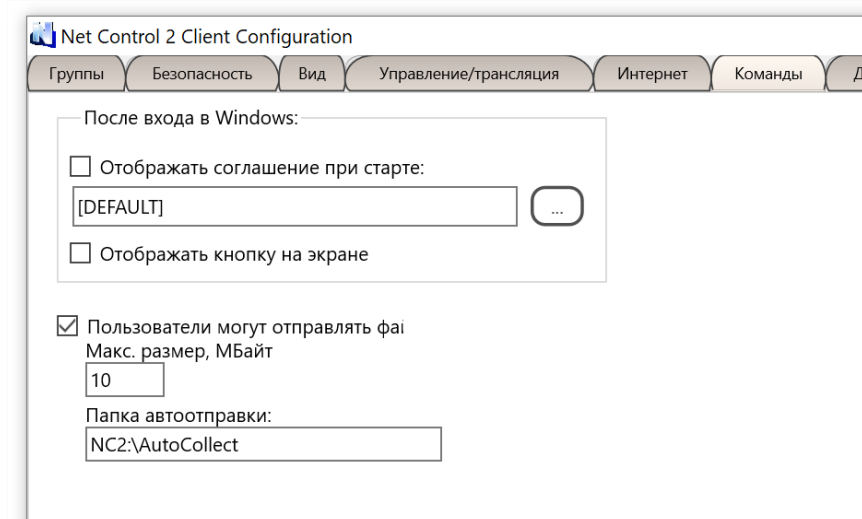 Net Control 2 Client Configuration
Группы Безопасность Вид Управление/трансляция Интернет Команды
После входа в Windows:
Отображать соглашение при старте:
[DEFAULT]
...
Отображать кнопку на экране
Пользователи могут отправлять
Макс. размер, МБайт
10
Папка автоотправки:
NC2:\AutoCollect